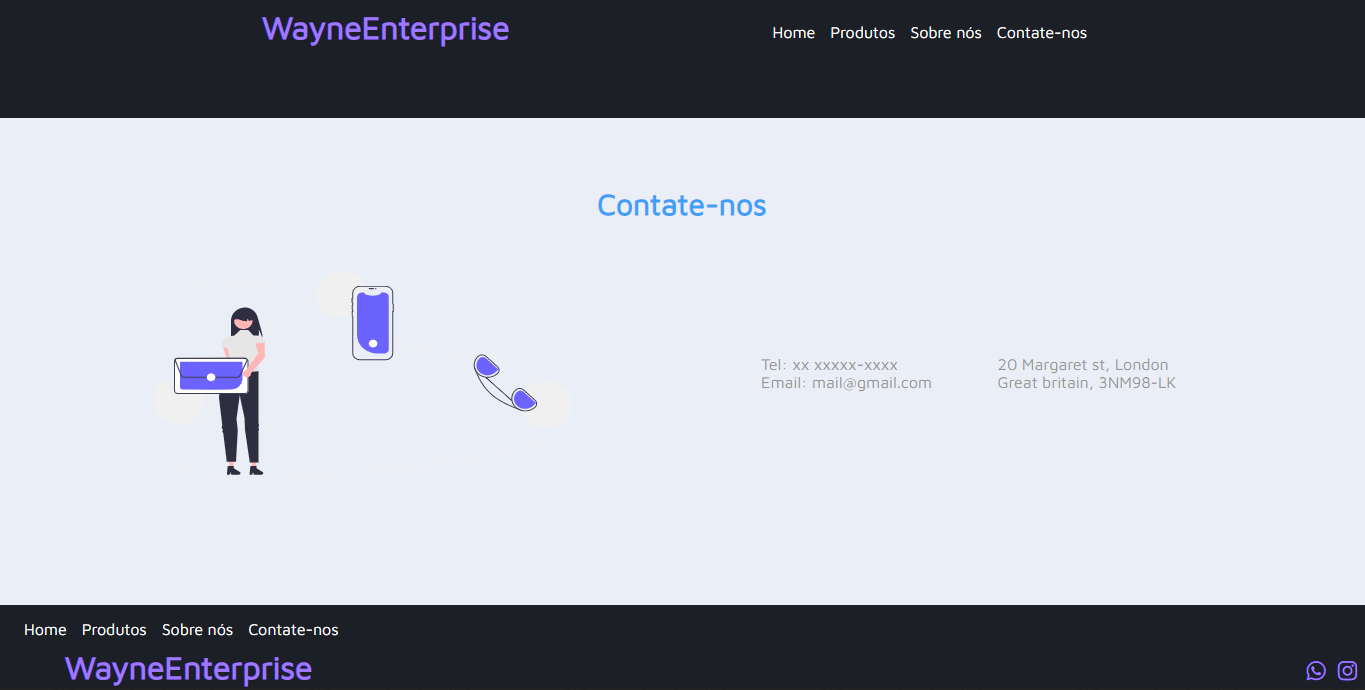 WayneEnterprise
Home Produtos Sobre nós Contate-nos
Contate-nos
Tel: xx xxxxx-xxxx
Email: mail@gmail.com
20 Margaret st, London
Great britain, 3NM98-LK
Home Produtos Sobre nós Contate-nos
WayneEnterprise